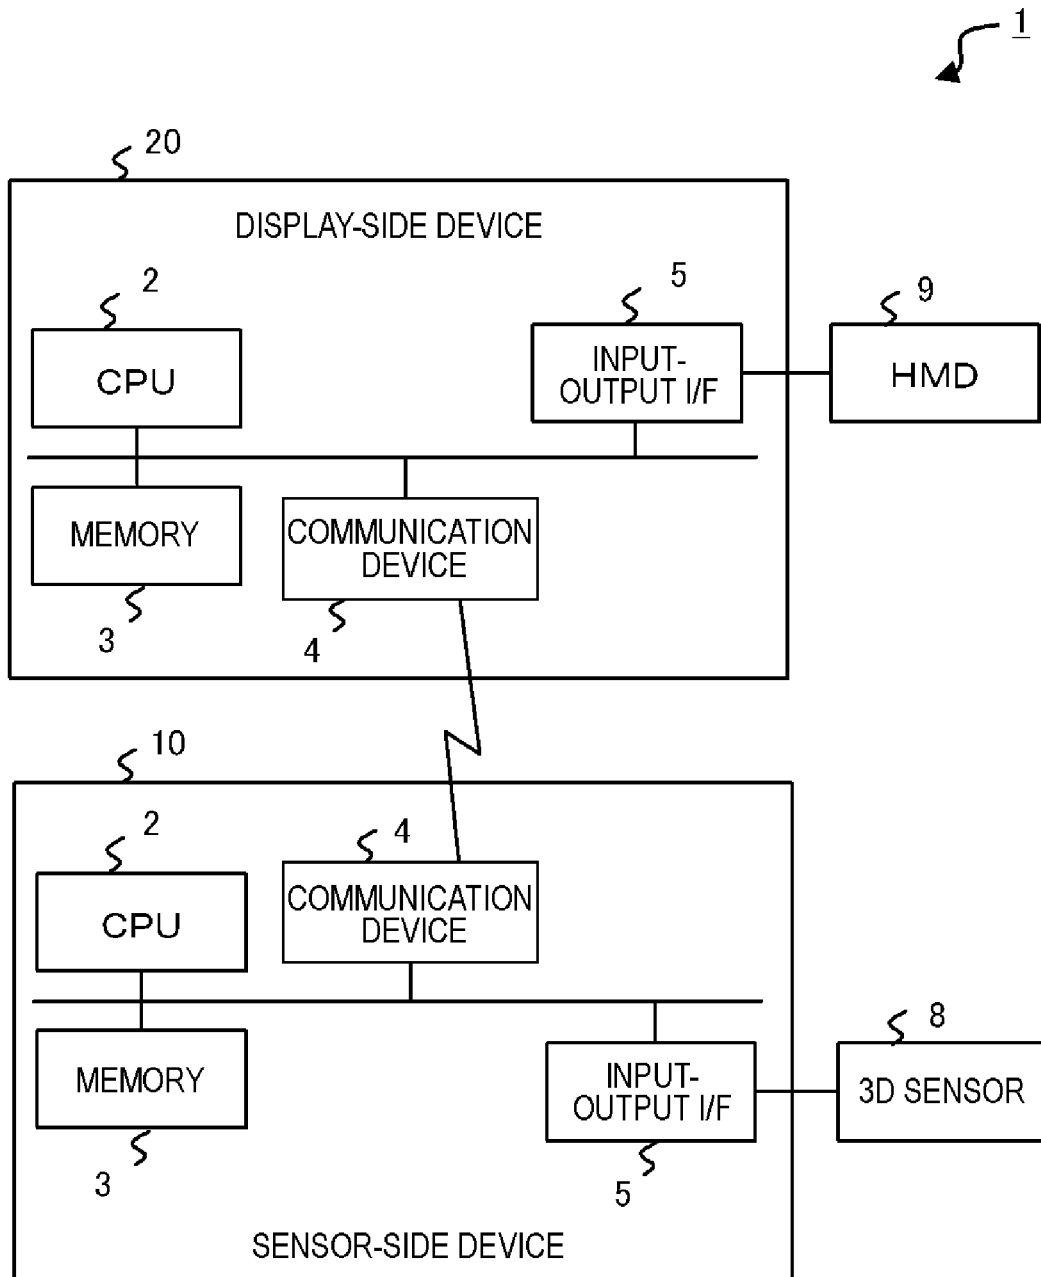 1
20
DISPLAY-SIDE DEVICE
2
CPU
5
INPUT-
OUTPUT I/F
9
HMD
MEMORY
3
COMMUNICATION
DEVICE
4
10
2
CPU
4
COMMUNICATION
DEVICE
MEMORY
3
INPUT-
OUTPUT I/F
5
8
3D SENSOR
SENSOR-SIDE DEVICE